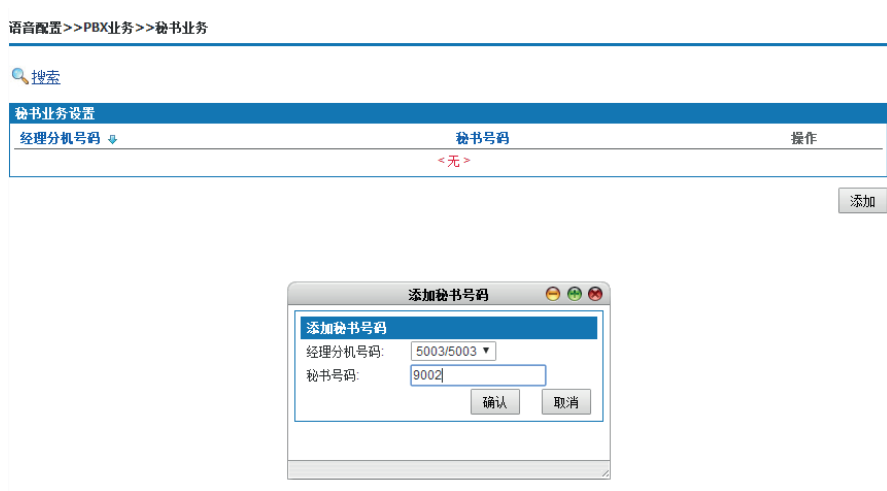 语音配置>>PBX业务>>秘书业务
搜索
秘书业务设置
经理分机号码 秘书号码 操作
<无>
添加
添加秘书号码
添加秘书号码
经理分机号码: 5003/5003
秘书号码: 9002
确认 取消